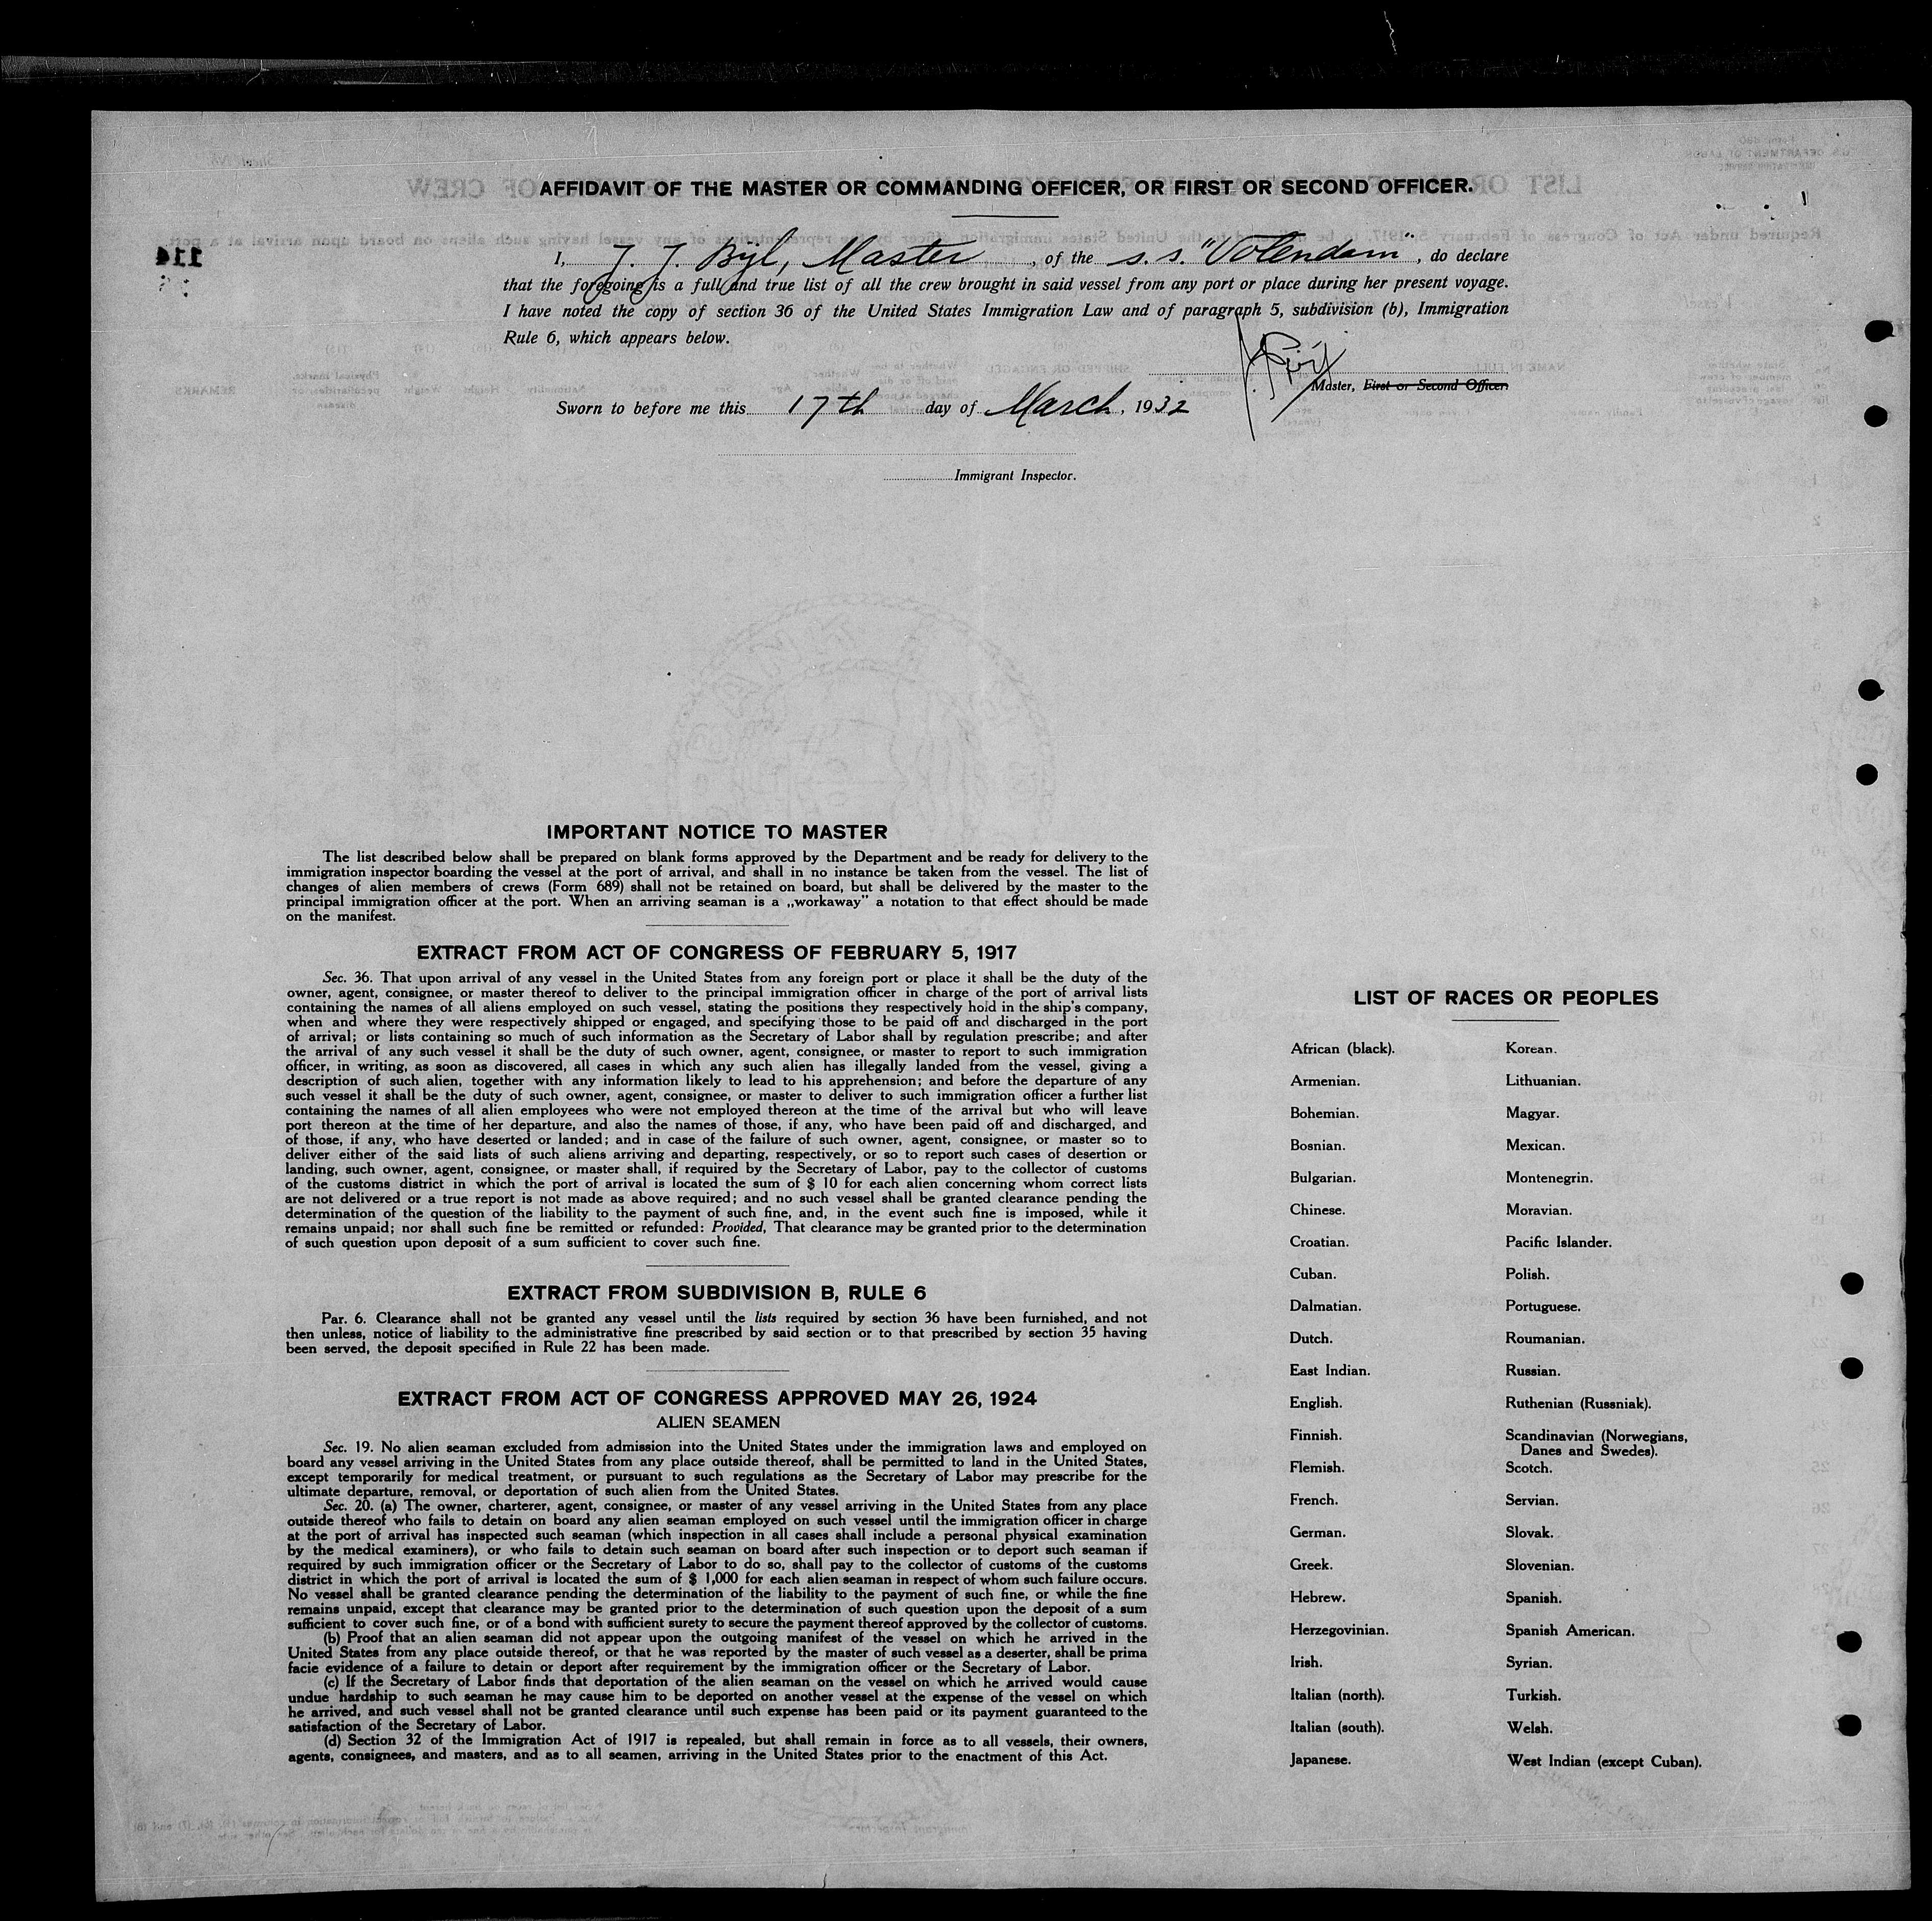 AFFIDAVIT OF THE MASTER OR COMMANDING OFFICER, OR FIRST OR SECOND OFFICER.
I, J. J. Bijl, Master, of the s.s. "Volendam", do declare
that the foregoing is a full and true list of all the crew brought in said vessel from any port or place during her present voyage.
I have noted the copy of section 36 of the United States Immigration Law and of paragraph 5, subdivision (b), Immigration
Rule 6, which appears below.
Master, First or Second Officer.
Sworn to before me this 17th day of March, 1932
Immigrant Inspector.
IMPORTANT NOTICE TO MASTER
The list described below shall be prepared on blank forms approved by the Department and be ready for delivery to the
immigration inspector boarding the vessel at the port of arrival, and shall in no instance be taken from the vessel. The list of
changes of alien members of crews (Form 689) shall not be retained on board, but shall be delivered by the master to the
principal immigration officer at the port. When an arriving seaman is a „workaway” a notation to that effect should be made
on the manifest.
EXTRACT FROM ACT OF CONGRESS OF FEBRUARY 5, 1917
Sec. 36. That upon arrival of any vessel in the United States from any foreign port or place it shall be the duty of the
owner, agent, consignee, or master thereof to deliver to the principal immigration officer in charge of the port of arrival lists
containing the names of all aliens employed on such vessel, stating the positions they respectively hold in the ship's company,
when and where they were respectively shipped or engaged, and specifying those to be paid off and discharged in the port
of arrival; or lists containing so much of such information as the Secretary of Labor shall by regulation prescribe; and after
the arrival of any such vessel it shall be the duty of such owner, agent, consignee, or master to report to such immigration
officer, in writing, as soon as discovered, all cases in which any such alien has illegally landed from the vessel, giving a
description of such alien, together with any information likely to lead to his apprehension; and before the departure of any
such vessel it shall be the duty of such owner, agent, consignee, or master to deliver to such immigration officer a further list
containing the names of all alien employees who were not employed thereon at the time of the arrival but who will leave
port thereon at the time of her departure, and also the names of those, if any, who have been paid off and discharged, and
of those, if any, who have deserted or landed; and in case of the failure of such owner, agent, consignee, or master so to
deliver either of the said lists of such aliens arriving and departing, respectively, or so to report such cases of desertion or
landing, such owner, agent, consignee, or master shall, if required by the Secretary of Labor, pay to the collector of customs
of the customs district in which the port of arrival is located the sum of $ 10 for each alien concerning whom correct lists
are not delivered or a true report is not made as above required; and no such vessel shall be granted clearance pending the
determination of the question of the liability to the payment of such fine, and, in the event such fine is imposed, while it
remains unpaid; nor shall such fine be remitted or refunded: Provided, That clearance may be granted prior to the determination
of such question upon deposit of a sum sufficient to cover such fine.
EXTRACT FROM SUBDIVISION B, RULE 6
Par. 6. Clearance shall not be granted any vessel until the lists required by section 36 have been furnished, and not
then unless, notice of liability to the administrative fine prescribed by said section or to that prescribed by section 35 having
been served, the deposit specified in Rule 22 has been made.
EXTRACT FROM ACT OF CONGRESS APPROVED MAY 26, 1924
ALIEN SEAMEN
Sec. 19. No alien seaman excluded from admission into the United States under the immigration laws and employed on
board any vessel arriving in the United States from any place outside thereof, shall be permitted to land in the United States,
except temporarily for medical treatment, or pursuant to such regulations as the Secretary of Labor may prescribe for the
ultimate departure, removal, or deportation of such alien from the United States.
Sec. 20. (a) The owner, charterer, agent, consignee, or master of any vessel arriving in the United States from any place
outside thereof who fails to detain on board any alien seaman employed on such vessel until the immigration officer in charge
at the port of arrival has inspected such seaman (which inspection in all cases shall include a personal physical examination
by the medical examiners), or who fails to detain such seaman on board after such inspection or to deport such seaman if
required by such immigration officer or the Secretary of Labor to do so, shall pay to the collector of customs of the customs
district in which the port of arrival is located the sum of $ 1,000 for each alien seaman in respect of whom such failure occurs.
No vessel shall be granted clearance pending the determination of the liability to the payment of such fine, or while the fine
remains unpaid, except that clearance may be granted prior to the determination of such question upon the deposit of a sum
sufficient to cover such fine, or of a bond with sufficient surety to secure the payment thereof approved by the collector of customs.
(b) Proof that an alien seaman did not appear upon the outgoing manifest of the vessel on which he arrived in the
United States from any place outside thereof, or that he was reported by the master of such vessel as a deserter, shall be prima
facie evidence of a failure to detain or deport after requirement by the immigration officer or the Secretary of Labor.
(c) If the Secretary of Labor finds that deportation of the alien seaman on the vessel on which he arrived would cause
undue hardship to such seaman he may cause him to be deported on another vessel at the expense of the vessel on which
he arrived, and such vessel shall not be granted clearance until such expense has been paid or its payment guaranteed to the
satisfaction of the Secretary of Labor.
(d) Section 32 of the Immigration Act of 1917 is repealed, but shall remain in force as to all vessels, their owners,
agents, consignees, and masters, and as to all seamen, arriving in the United States prior to the enactment of this Act.
LIST OF RACES OR PEOPLES
African (black).
Armenian.
Bohemian.
Bosnian.
Bulgarian.
Chinese.
Croatian.
Cuban.
Dalmatian.
Dutch.
East Indian.
English.
Finnish.
Flemish.
French.
German.
Greek.
Hebrew.
Herzegovinian.
Irish.
Italian (north).
Italian (south).
Japanese.
Korean.
Lithuanian.
Magyar.
Mexican.
Montenegrin.
Moravian.
Pacific Islander.
Polish.
Portuguese.
Roumanian.
Russian.
Ruthenian (Russniak).
Scandinavian (Norwegians,
Danes and Swedes).
Scotch.
Servian.
Slovak.
Slovenian.
Spanish.
Spanish American.
Syrian.
Turkish.
Welsh.
West Indian (except Cuban).